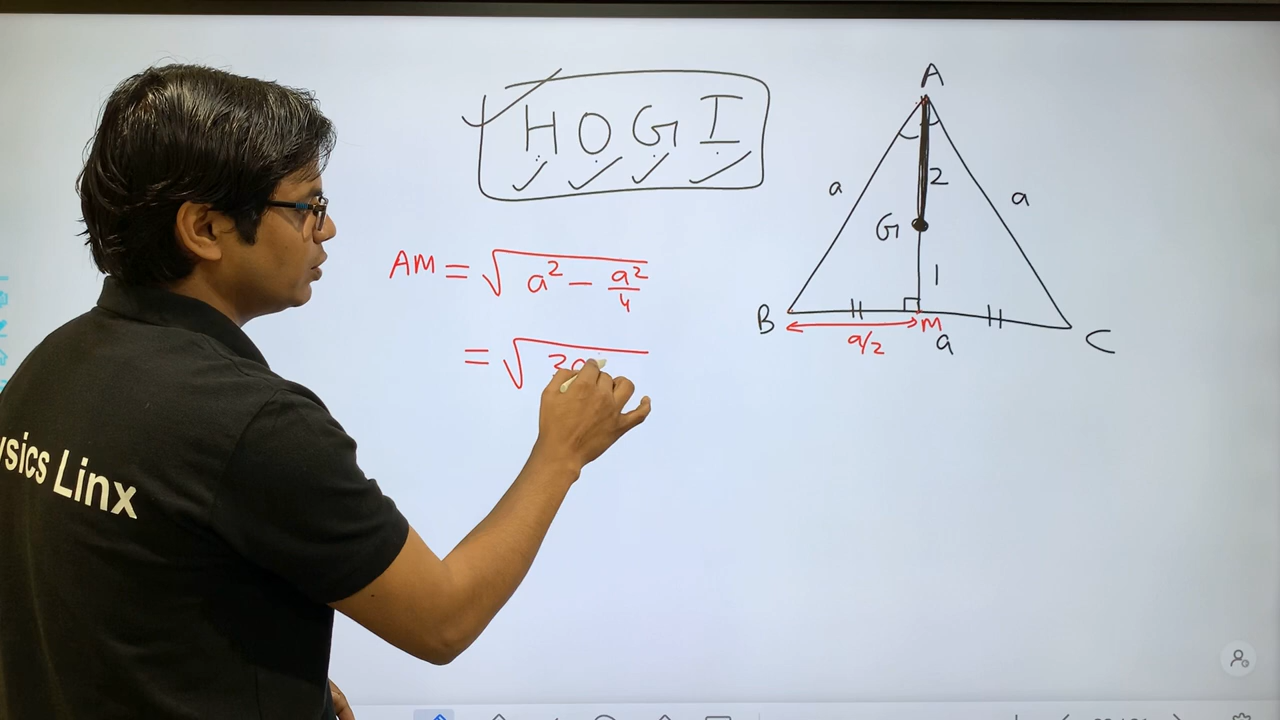 HOGI
A
a
2
a
G
1
B
M
C
a/2
a
AM = √(a² - a²/4)
= √3a
ysics Linx